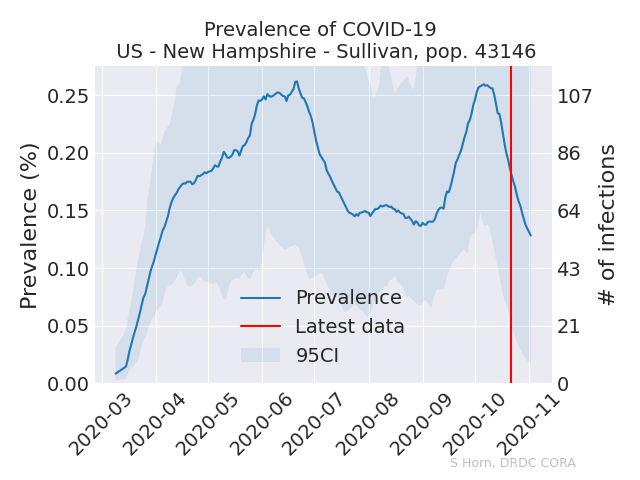 Prevalence of COVID-19
US - New Hampshire - Sullivan, pop. 43146
Prevalence (%)
0.25
0.20
0.15
0.10
0.05
0.00
107
86
64
43
21
0
# of infections
Prevalence
Latest data
95CI
2020-03
2020-04
2020-05
2020-06
2020-07
2020-08
2020-09
2020-10
2020-11
S Horn, DRDC CORA